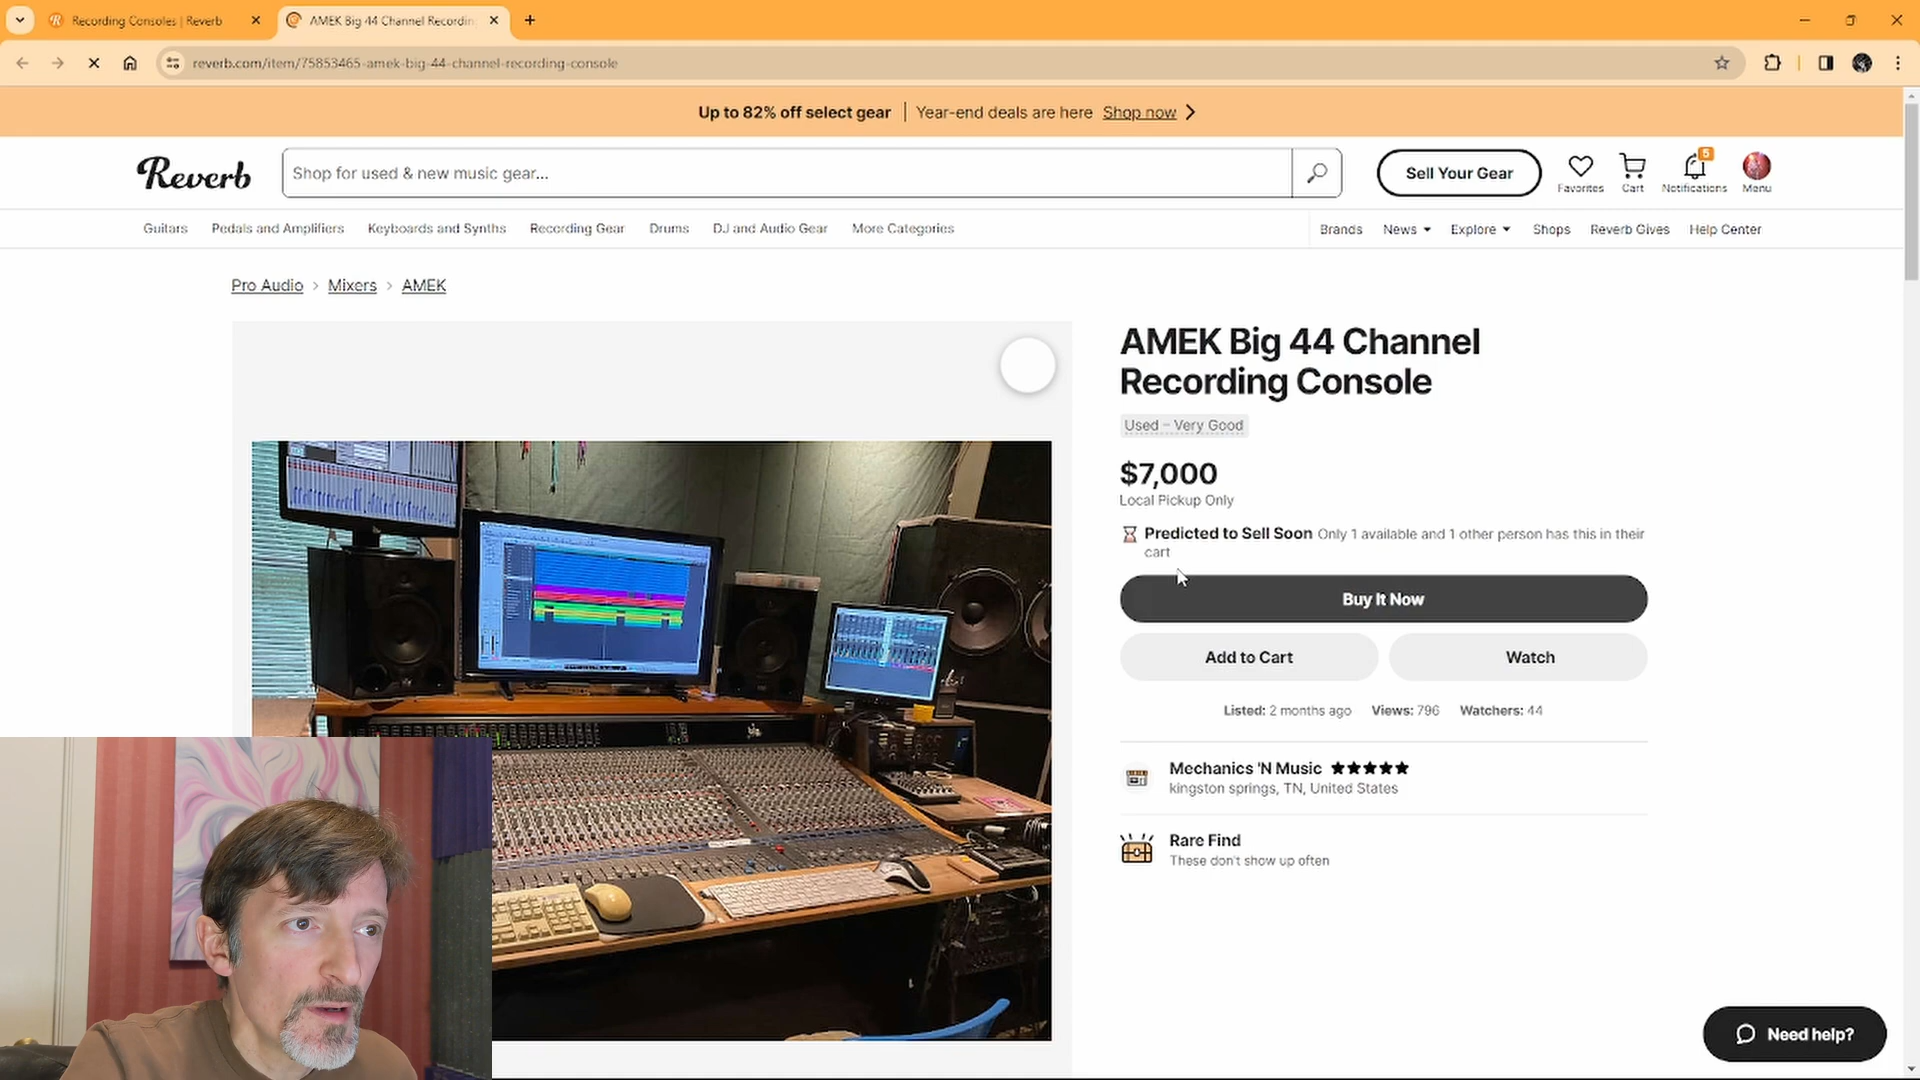 Recording Consoles | Reverb
AMEK Big 44 Channel Recordin
reverb.com/item/75853465-amek-big-44-channel-recording-console
Up to 82% off select gear | Year-end deals are here Shop now
Reverb
Shop for used & new music gear...
Sell Your Gear
Favorites
Cart
5
Notifications
Menu
Guitars Pedals and Amplifiers Keyboards and Synths Recording Gear Drums DJ and Audio Gear More Categories
Brands News Explore Shops Reverb Gives Help Center
Pro Audio > Mixers > AMEK
AMEK Big 44 Channel
Recording Console
Used – Very Good
$7,000
Local Pickup Only
Predicted to Sell Soon Only 1 available and 1 other person has this in their
cart
Buy It Now
Add to Cart
Watch
Listed: 2 months ago Views: 796 Watchers: 44
Mechanics 'N Music ★★★★★
kingston springs, TN, United States
Rare Find
These don't show up often
Need help?